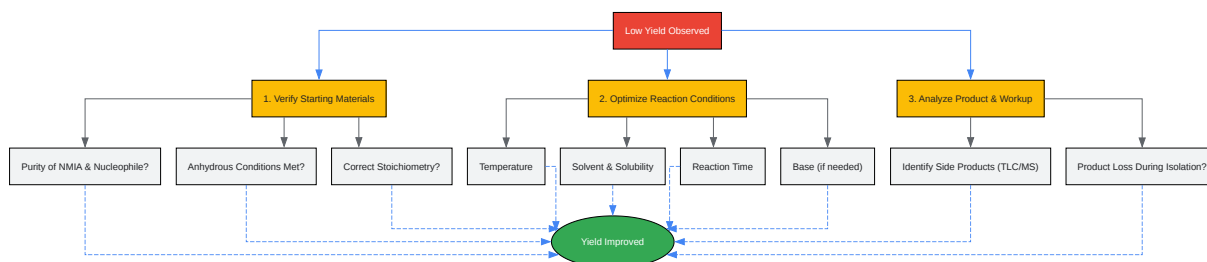 Low Yield Observed
1. Verify Starting Materials
2. Optimize Reaction Conditions
3. Analyze Product & Workup
Purity of NMIA & Nucleophile?
Anhydrous Conditions Met?
Correct Stoichiometry?
Temperature
Solvent & Solubility
Reaction Time
Base (if needed)
Identify Side Products (TLC/MS)
Product Loss During Isolation?
Yield Improved